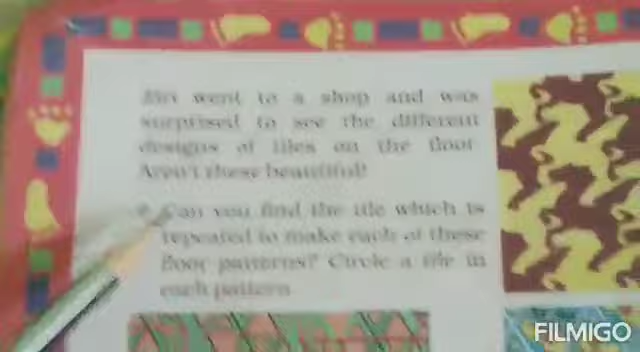 went to a shop and was
surprised to see the different
designs of tiles on the floor.
Aren't these beautiful!
Can you find the tile which is
repeated to make each of these
floor patterns? Circle a tile in
each pattern
FILMIGO